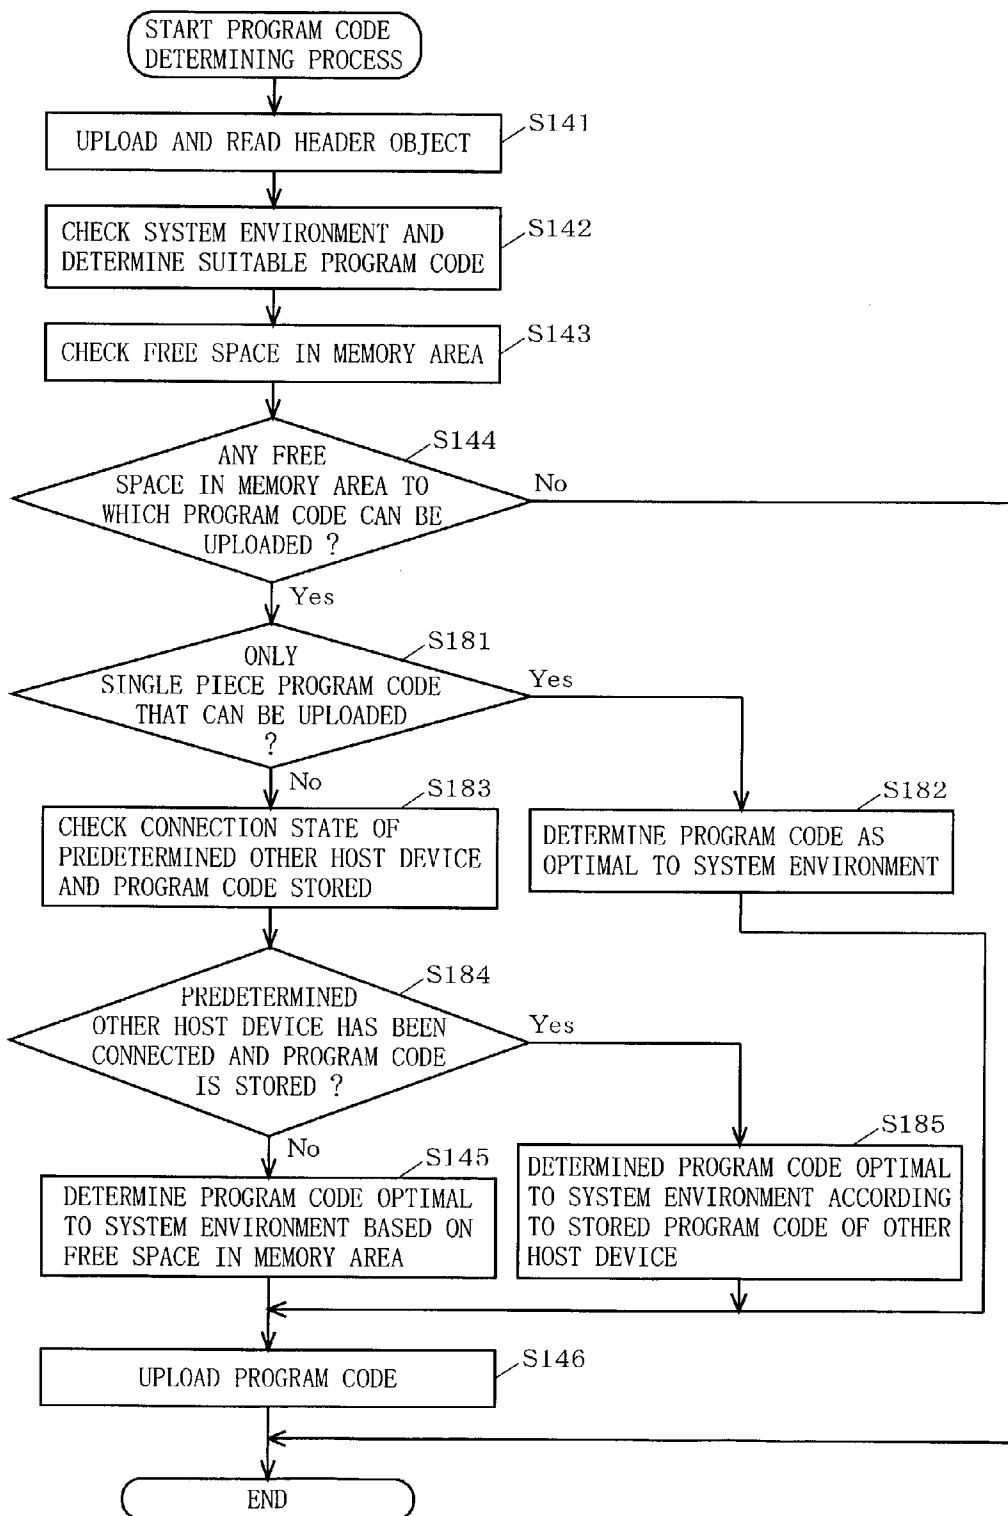 START PROGRAM CODE
DETERMINING PROCESS
S141
UPLOAD AND READ HEADER OBJECT
S142
CHECK SYSTEM ENVIRONMENT AND
DETERMINE SUITABLE PROGRAM CODE
S143
CHECK FREE SPACE IN MEMORY AREA
S144
ANY FREE
SPACE IN MEMORY AREA TO
WHICH PROGRAM CODE CAN BE
UPLOADED ?
No
Yes
S181
ONLY
SINGLE PIECE PROGRAM CODE
THAT CAN BE UPLOADED
?
Yes
No
S183
CHECK CONNECTION STATE OF
PREDETERMINED OTHER HOST DEVICE
AND PROGRAM CODE STORED
S182
DETERMINE PROGRAM CODE AS
OPTIMAL TO SYSTEM ENVIRONMENT
S184
PREDETERMINED
OTHER HOST DEVICE HAS BEEN
CONNECTED AND PROGRAM CODE
IS STORED ?
Yes
No
S145
DETERMINE PROGRAM CODE OPTIMAL
TO SYSTEM ENVIRONMENT BASED ON
FREE SPACE IN MEMORY AREA
S185
DETERMINED PROGRAM CODE OPTIMAL
TO SYSTEM ENVIRONMENT ACCORDING
TO STORED PROGRAM CODE OF OTHER
HOST DEVICE
S146
UPLOAD PROGRAM CODE
END